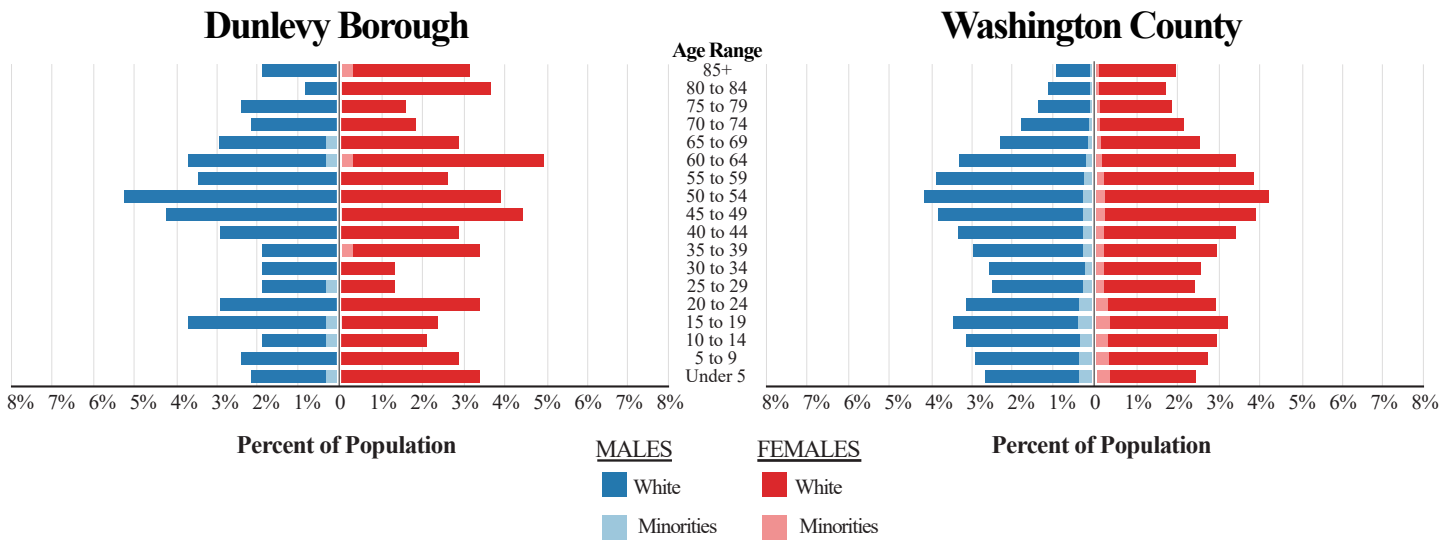 Dunlevy Borough
Washington County
Age Range
85+
80 to 84
75 to 79
70 to 74
65 to 69
60 to 64
55 to 59
50 to 54
45 to 49
40 to 44
35 to 39
30 to 34
25 to 29
20 to 24
15 to 19
10 to 14
5 to 9
Under 5
8% 7% 6% 5% 4% 3% 2% 1% 0 1% 2% 3% 4% 5% 6% 7% 8%
8% 7% 6% 5% 4% 3% 2% 1% 0 1% 2% 3% 4% 5% 6% 7% 8%
Percent of Population
Percent of Population
MALES
White
Minorities
FEMALES
White
Minorities